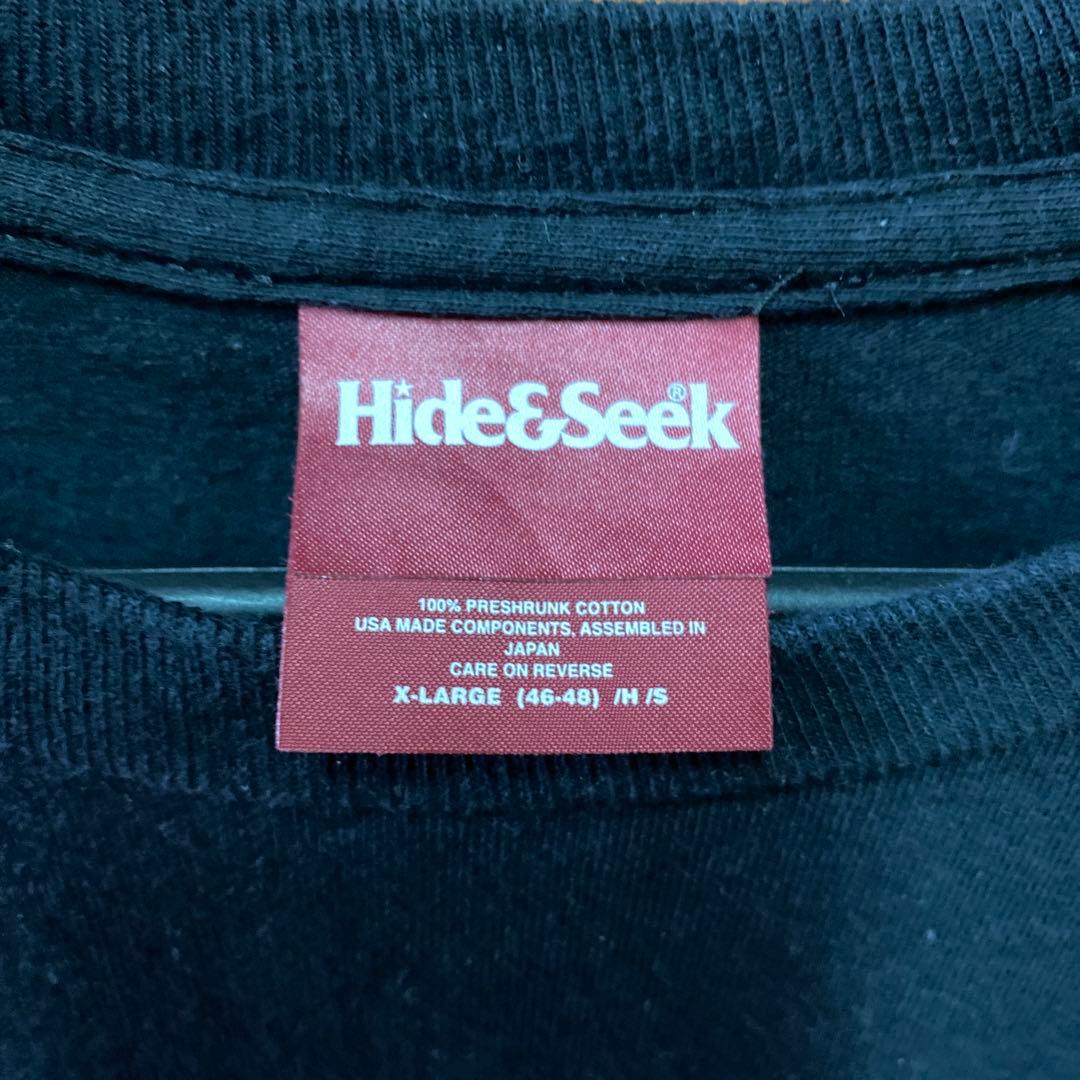 Hide&Seek®
100% PRESHRUNK COTTON
USA MADE COMPONENTS, ASSEMBLED IN
JAPAN
CARE ON REVERSE
X-LARGE (46-48) /H /S